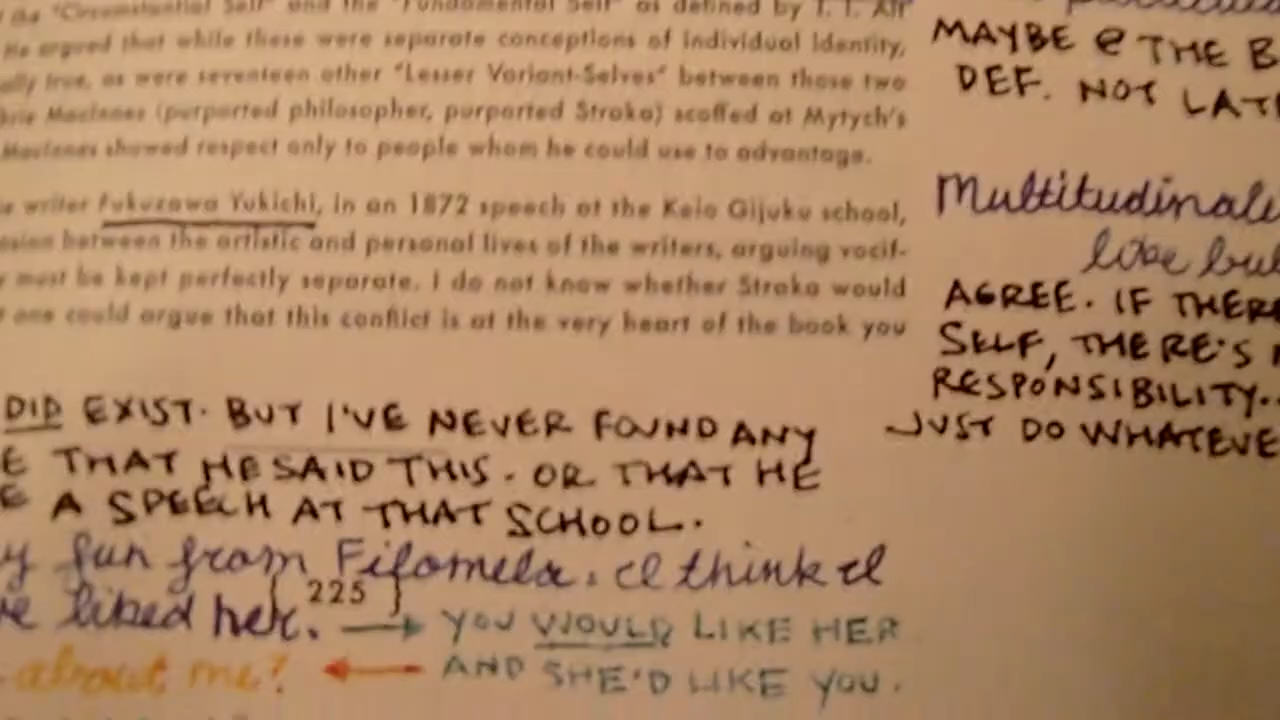 the "Circumstantial Self" and the "Fundamental Self" as defined by T. T.
He argued that while these were separate conceptions of individual identity,
ally true, as were seventeen other "Lesser Variant-Selves" between those two
MacInnes (purported philosopher, purported Straka) scoffed at Mytych's
MacInnes showed respect only to people whom he could use to advantage.
e writer Fukuzawa Yukichi, in an 1872 speech at the Keio Gijuku school,
ension between the artistic and personal lives of the writers, arguing vocif-
y must be kept perfectly separate. I do not know whether Straka would
one could argue that this conflict is at the very heart of the book you
DID EXIST. BUT I'VE NEVER FOUND ANY
E THAT HE SAID THIS. OR THAT HE
E A SPEECH AT THAT SCHOOL.
y fun from Filomela. I think I
ve liked her.
225
→ YOU WOULD LIKE HER
AND SHE'D LIKE YOU.
about me? ←
MAYBE @ THE B
DEF. NOT LAT
Multitudinal
like bul
AGREE. IF THER
SELF, THERE'S
RESPONSIBILITY..
JUST DO WHATEVE